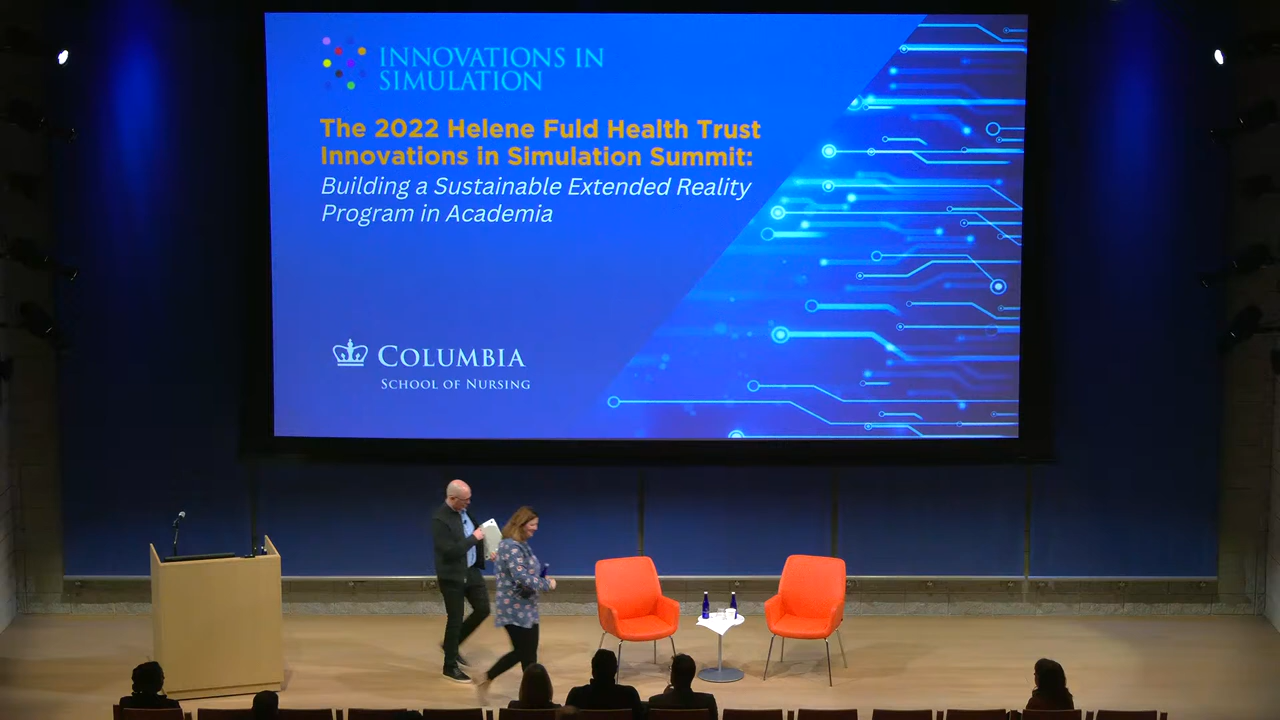 INNOVATIONS IN
SIMULATION
The 2022 Helene Fuld Health Trust
Innovations in Simulation Summit:
Building a Sustainable Extended Reality
Program in Academia
COLUMBIA
SCHOOL OF NURSING